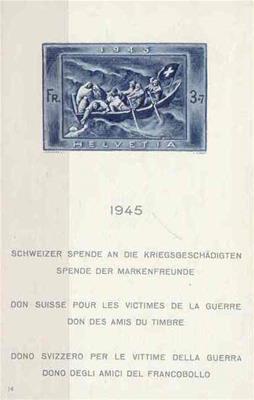 1945
FR. 3+7
HELVETIA
1945
SCHWEIZER SPENDE AN DIE KRIEGSGESCHÄDIGTEN
SPENDE DER MARKENFREUNDE
DON SUISSE POUR LES VICTIMES DE LA GUERRE
DON DES AMIS DU TIMBRE
DONO SVIZZERO PER LE VITTIME DELLA GUERRA
DONO DEGLI AMICI DEL FRANCOBOLLO
14